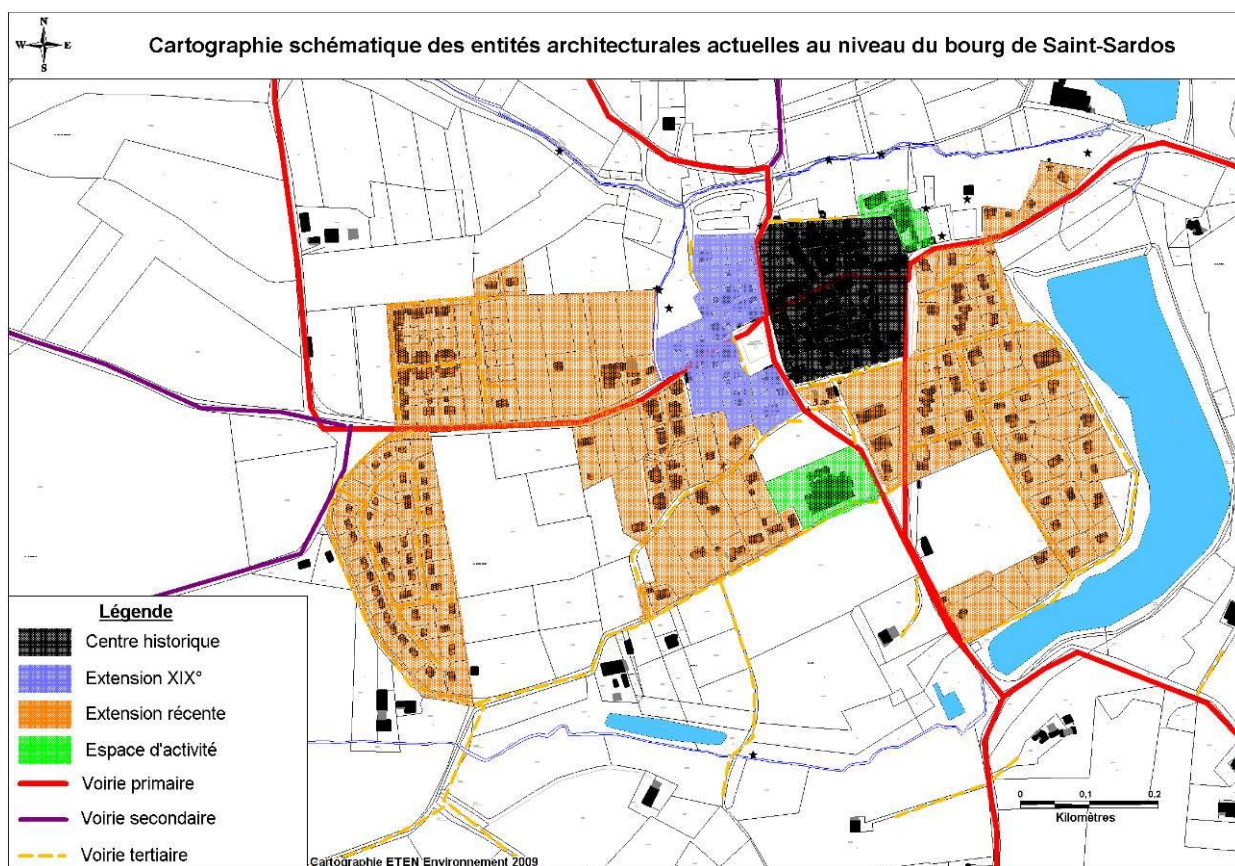 N
W E
S
Cartographie schématique des entités architecturales actuelles au niveau du bourg de Saint-Sardos
Légende
Centre historique
Extension XIX°
Extension récente
Espace d'activité
Voirie primaire
Voirie secondaire
Voirie tertiaire
0 0,1 0,2
Kilomètres
Cartographie ETEN Environnement 2009